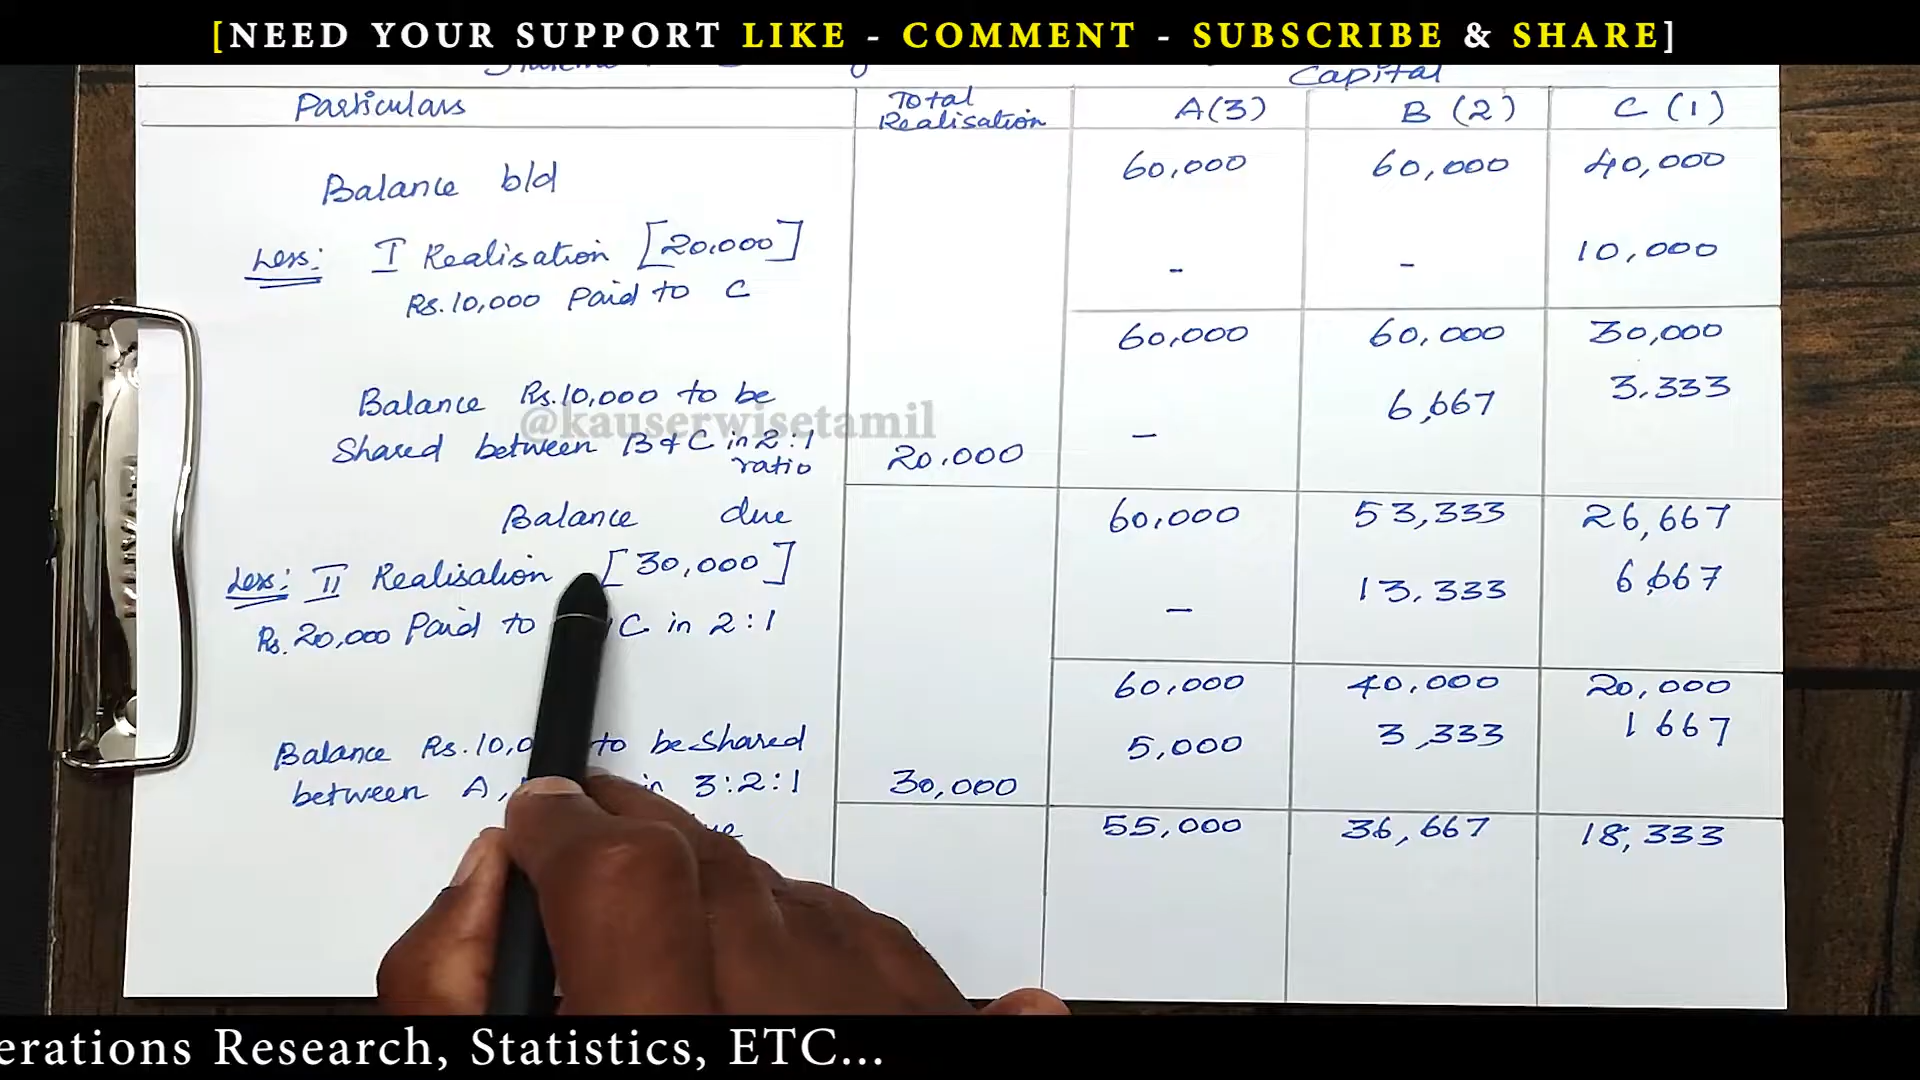 [NEED YOUR SUPPORT LIKE - COMMENT - SUBSCRIBE & SHARE]
Capital
Particulars Total Realisation A(3) B (2) C (1)
Balance b/d 60,000 60,000 40,000
Less: I Realisation [20,000] - - 10,000
Rs.10,000 Paid to C
60,000 60,000 30,000
Balance Rs.10,000 to be 6,667 3.333
@kauserwisetamil
Shared between B & C in 2:1 -
ratio 20.000
Balance due 60,000 53,333 26,667
Less: II Realisation [30,000] - 13,333 6,667
Rs. 20,000 Paid to C in 2:1
60,000 40,000 20,000
Balance Rs. to be shared 5,000 3,333 1667
between A, in 3:2:1 30,000
55,000 36,667 18,333
Research, Statistics, ETC...